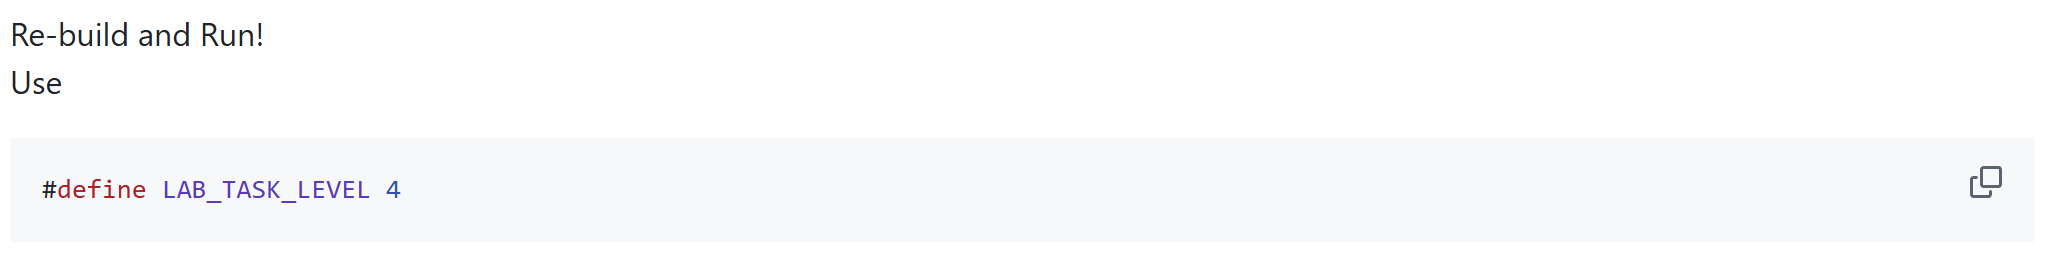 Re-build and Run!
Use
#define LAB_TASK_LEVEL 4